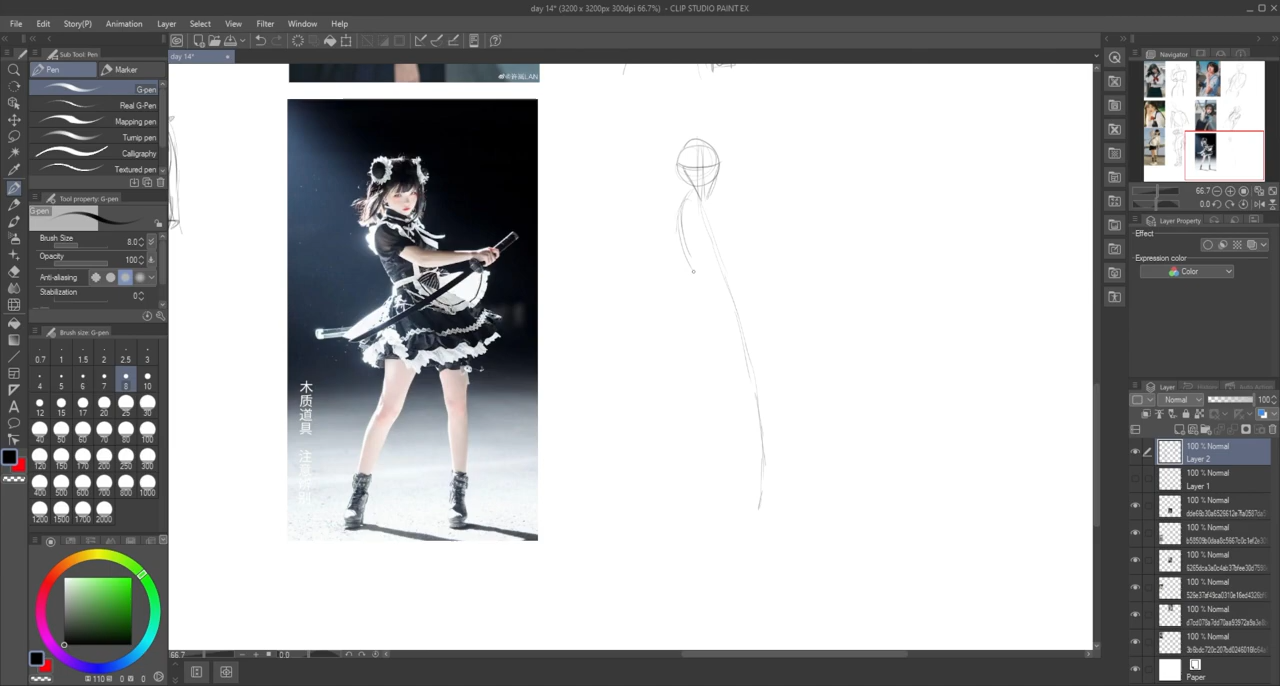 day 14* (3200 x 3200px 300dpi 66.7%) - CLIP STUDIO PAINT EX
File Edit Story(P) Animation Layer Select View Filter Window Help
Sub Tool: Pen
day 14*
Navigator
Pen Marker
G-pen
Real G-Pen
Mapping pen
Turnip pen
Calligraphy
Textured pen
Tool property: G-pen
G-pen
Brush Size 8.0
Opacity 100
Anti-aliasing
Stabilization 0
Brush size: G-pen
0.7 1 1.5 2 2.5 3
4 5 6 7 8 10
12 15 17 20 25 30
40 50 60 70 80 100
120 150 170 200 250 300
400 500 600 700 800 1000
1200 1500 1700 2000
木质道具
66.7
0.0
Layer Property
Effect
Expression color
Color
Layer
Normal 100
100 % Normal
Layer 2
100 % Normal
Layer 1
100 % Normal
100 % Normal
100 % Normal
100 % Normal
100 % Normal
100 % Normal
Paper
66.7
0.0
110 0 0